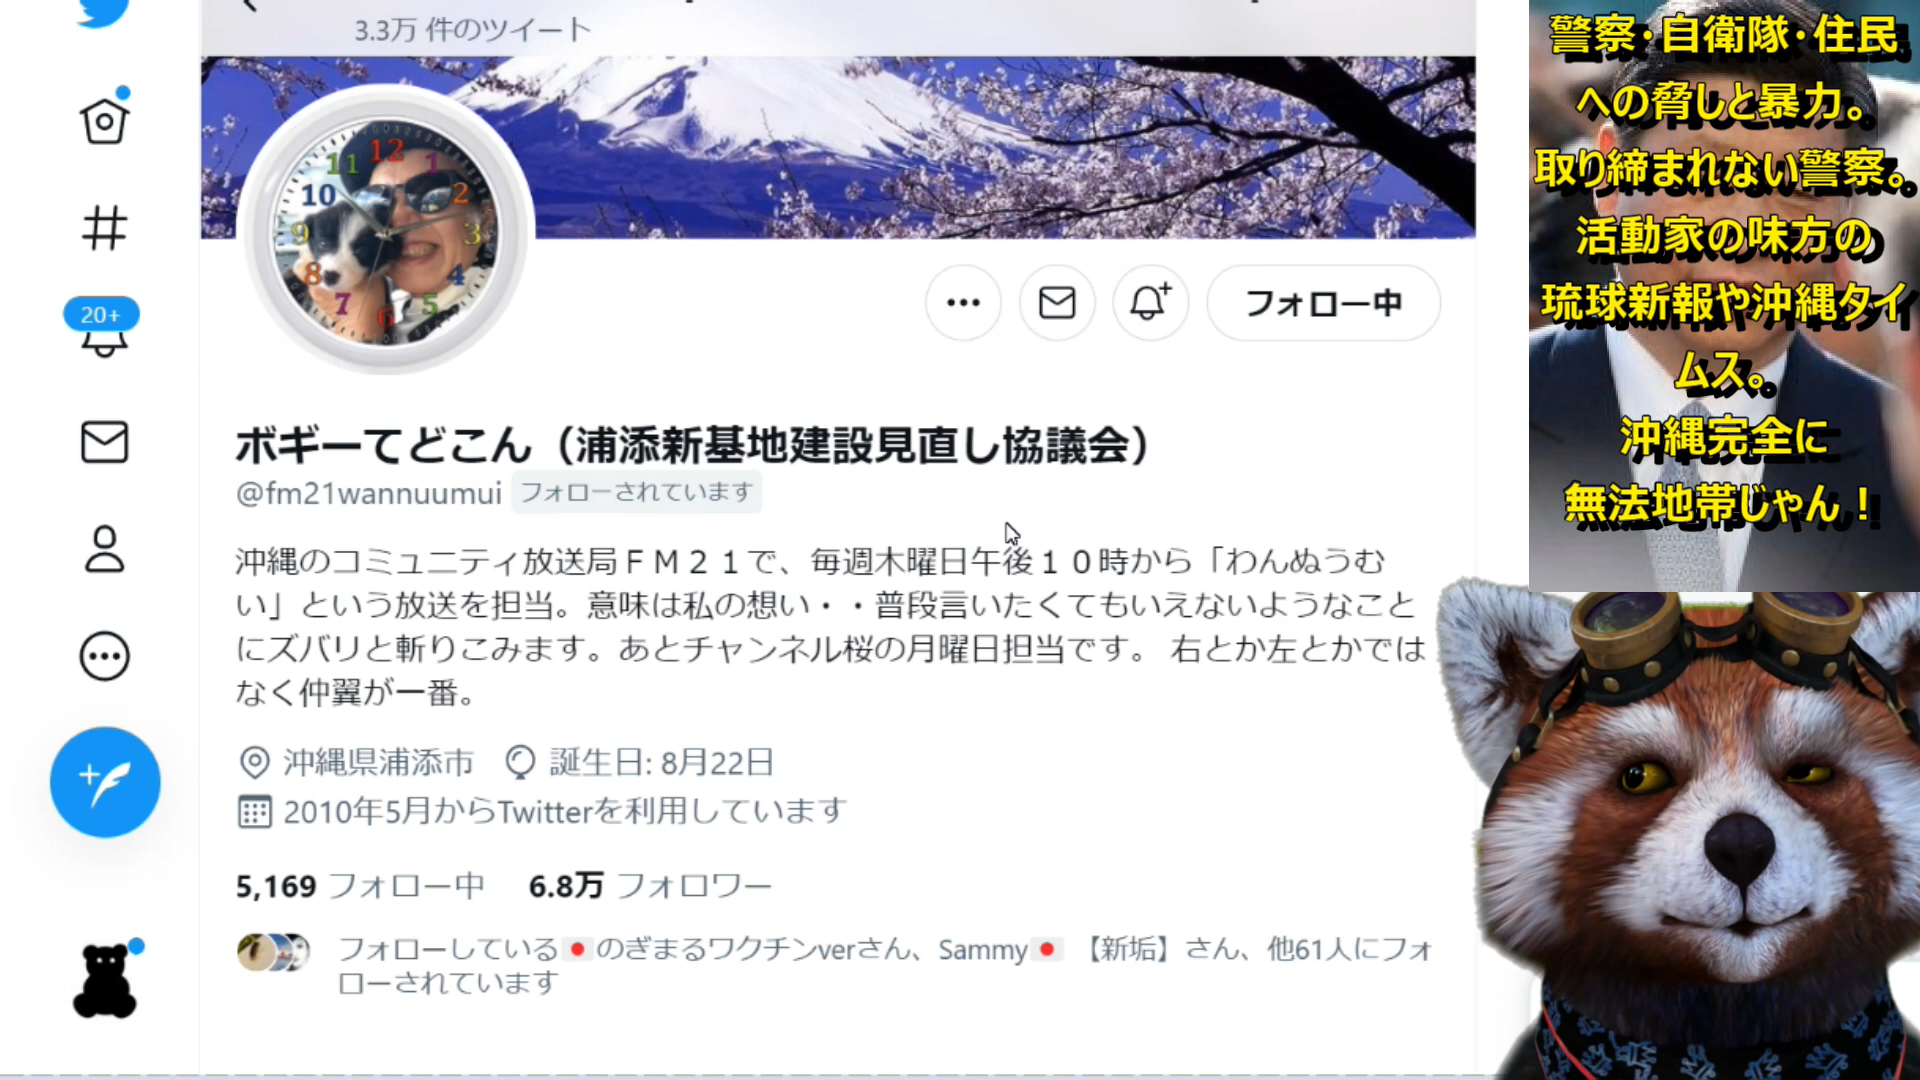 3.3万 件のツイート
12
11
1
10
2
9
3
8
4
7
5
6
フォロー中
20+
ボギーてどこん（浦添新基地建設見直し協議会）
@fm21wannuumui フォローされています
沖縄のコミュニティ放送局ＦＭ２１で、毎週木曜日午後１０時から「わんぬうむ
い」という放送を担当。意味は私の想い・・普段言いたくてもいえないようなこと
にズバリと斬りこみます。あとチャンネル桜の月曜日担当です。 右とか左とかでは
なく仲翼が一番。
沖縄県浦添市 誕生日: 8月22日
2010年5月からTwitterを利用しています
5,169 フォロー中 6.8万 フォロワー
フォローしている🇯🇵のぎまるワクチンverさん、Sammy🇯🇵 【新垢】さん、他61人にフォ
ローされています
警察・自衛隊・住民
への脅しと暴力。
取り締まれない警察。
活動家の味方の
琉球新報や沖縄タイ
ムス。
沖縄完全に
無法地帯じゃん！